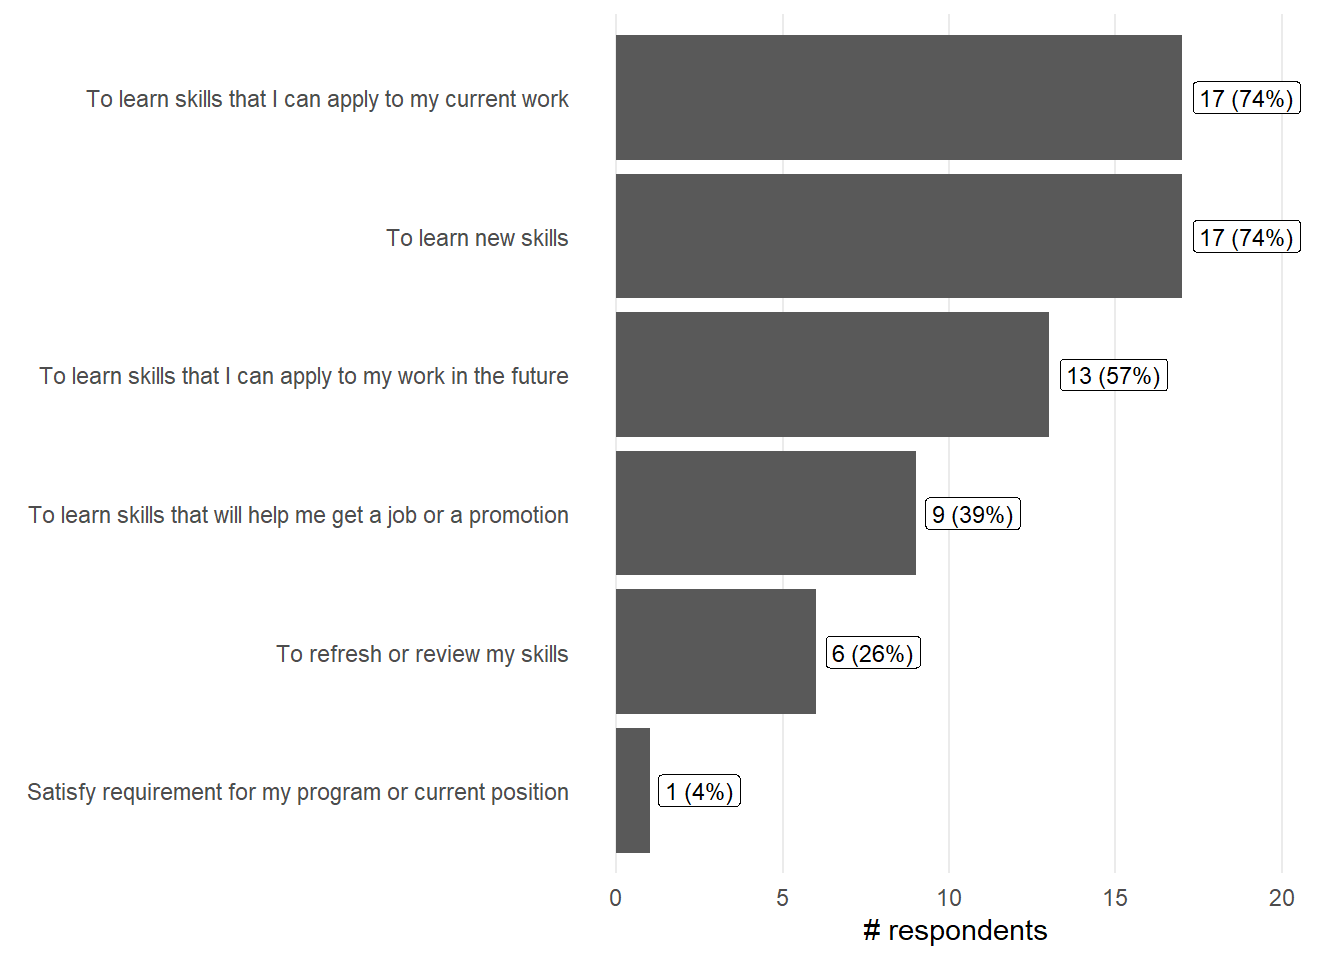 To learn skills that I can apply to my current work
17 (74%)
To learn new skills
17 (74%)
To learn skills that I can apply to my work in the future
13 (57%)
To learn skills that will help me get a job or a promotion
9 (39%)
To refresh or review my skills
6 (26%)
Satisfy requirement for my program or current position
1 (4%)
0 5 10 15 20
# respondents